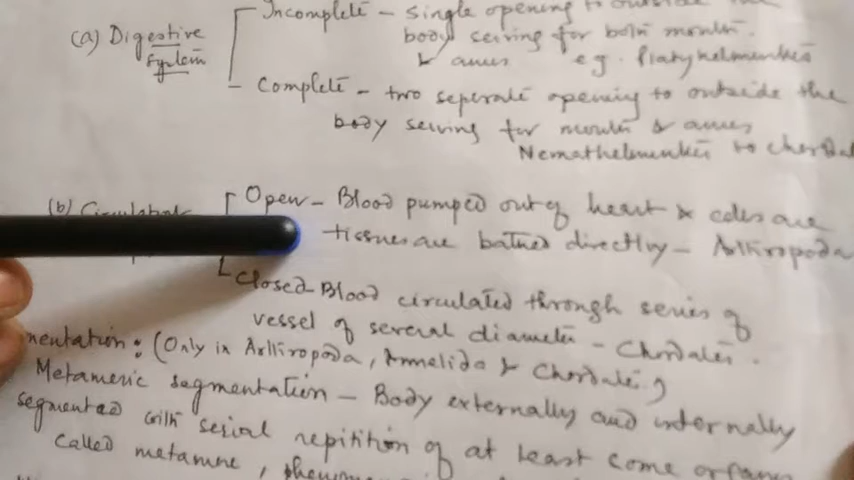 Incomplete - single opening to outside the
(a) Digestive body serving for both mouth
System & anus eg. Platyhelminthes
Complete - two seperate opening to outside the
body serving for mouth & anus
Nemathelminthes to chordat
(b) Circulator Open - Blood pumped out of heart & cells are
tissues are bathed directly - Arthropoda
Closed - Blood circulated through series of
vessel of several diameter - Chordates.
mentation: (Only in Arthropoda, Annelida & Chordates)
Metameric segmentation - Body externally and internally
segmented with serial repitition of at least some organs
called metamere,